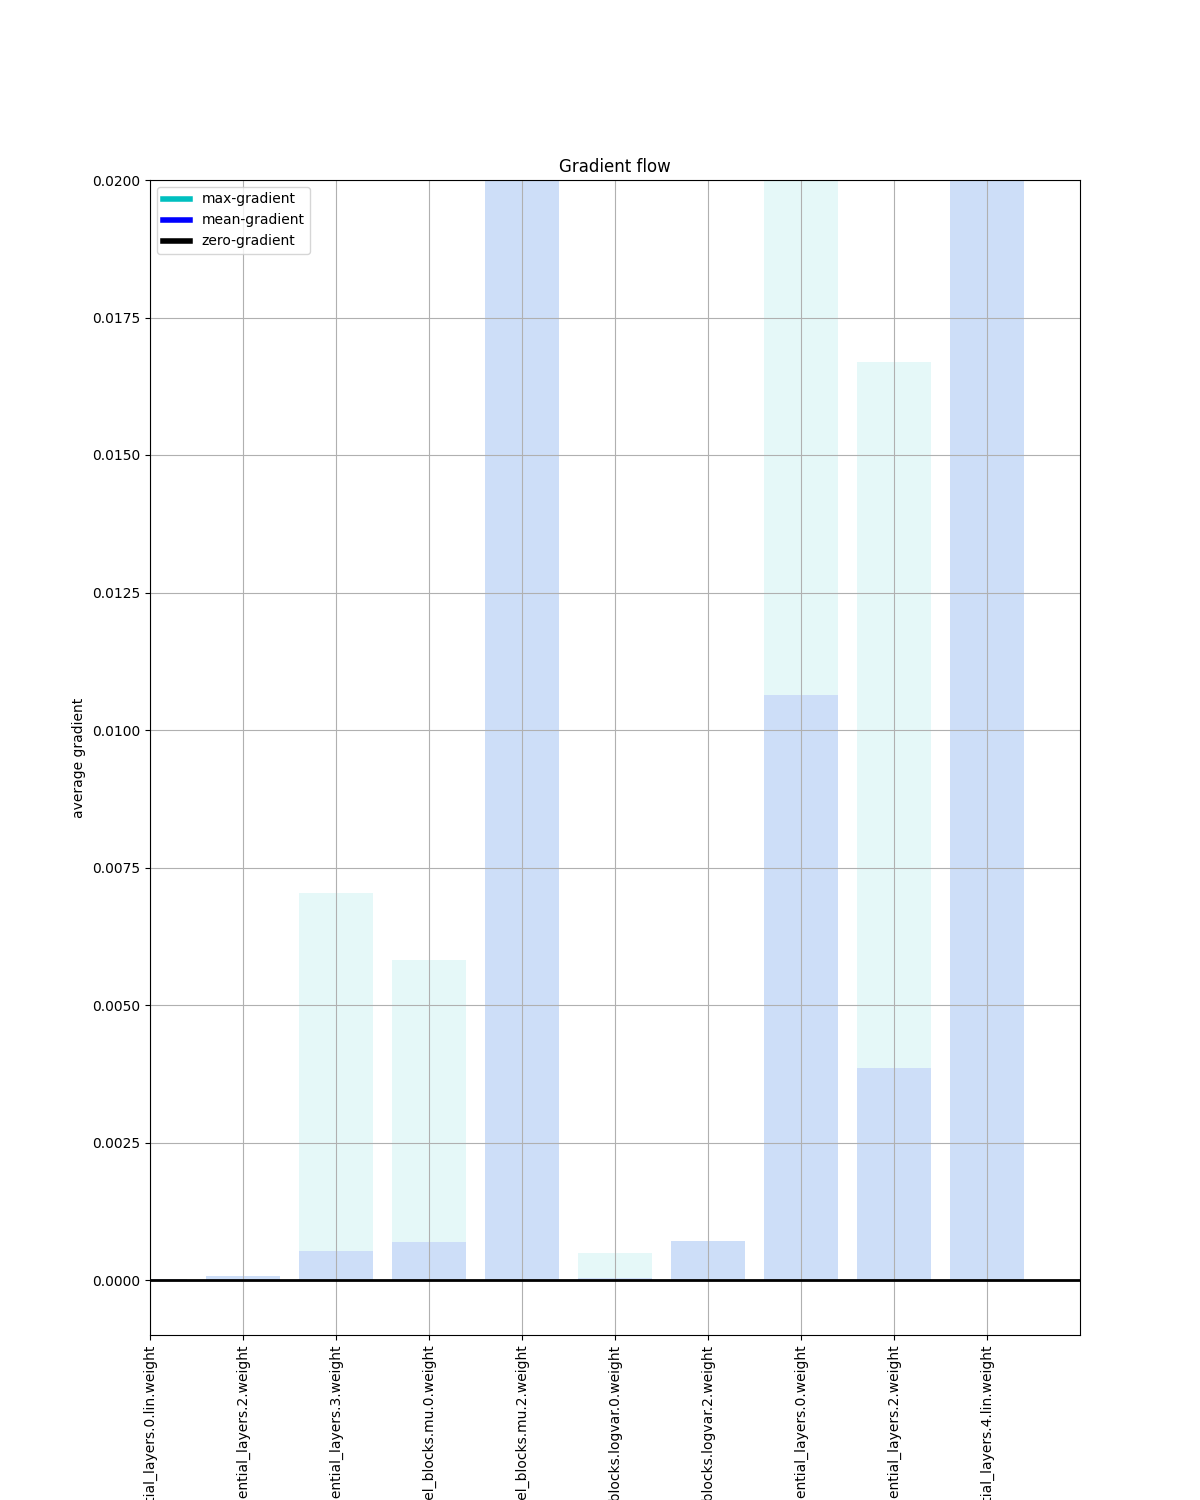 Gradient flow
max-gradient
mean-gradient
zero-gradient
0.0200
0.0175
0.0150
0.0125
0.0100
0.0075
0.0050
0.0025
0.0000
average gradient
tial_layers.0.lin.weight
ential_layers.2.weight
ential_layers.3.weight
el_blocks.mu.0.weight
el_blocks.mu.2.weight
blocks.logvar.0.weight
blocks.logvar.2.weight
ential_layers.0.weight
ential_layers.2.weight
tial_layers.4.lin.weight